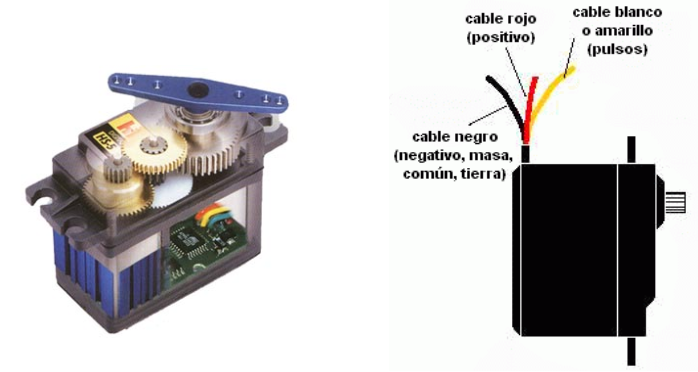 cable rojo
(positivo)
cable blanco
o amarillo
(pulsos)
cable negro
(negativo, masa,
común, tierra)